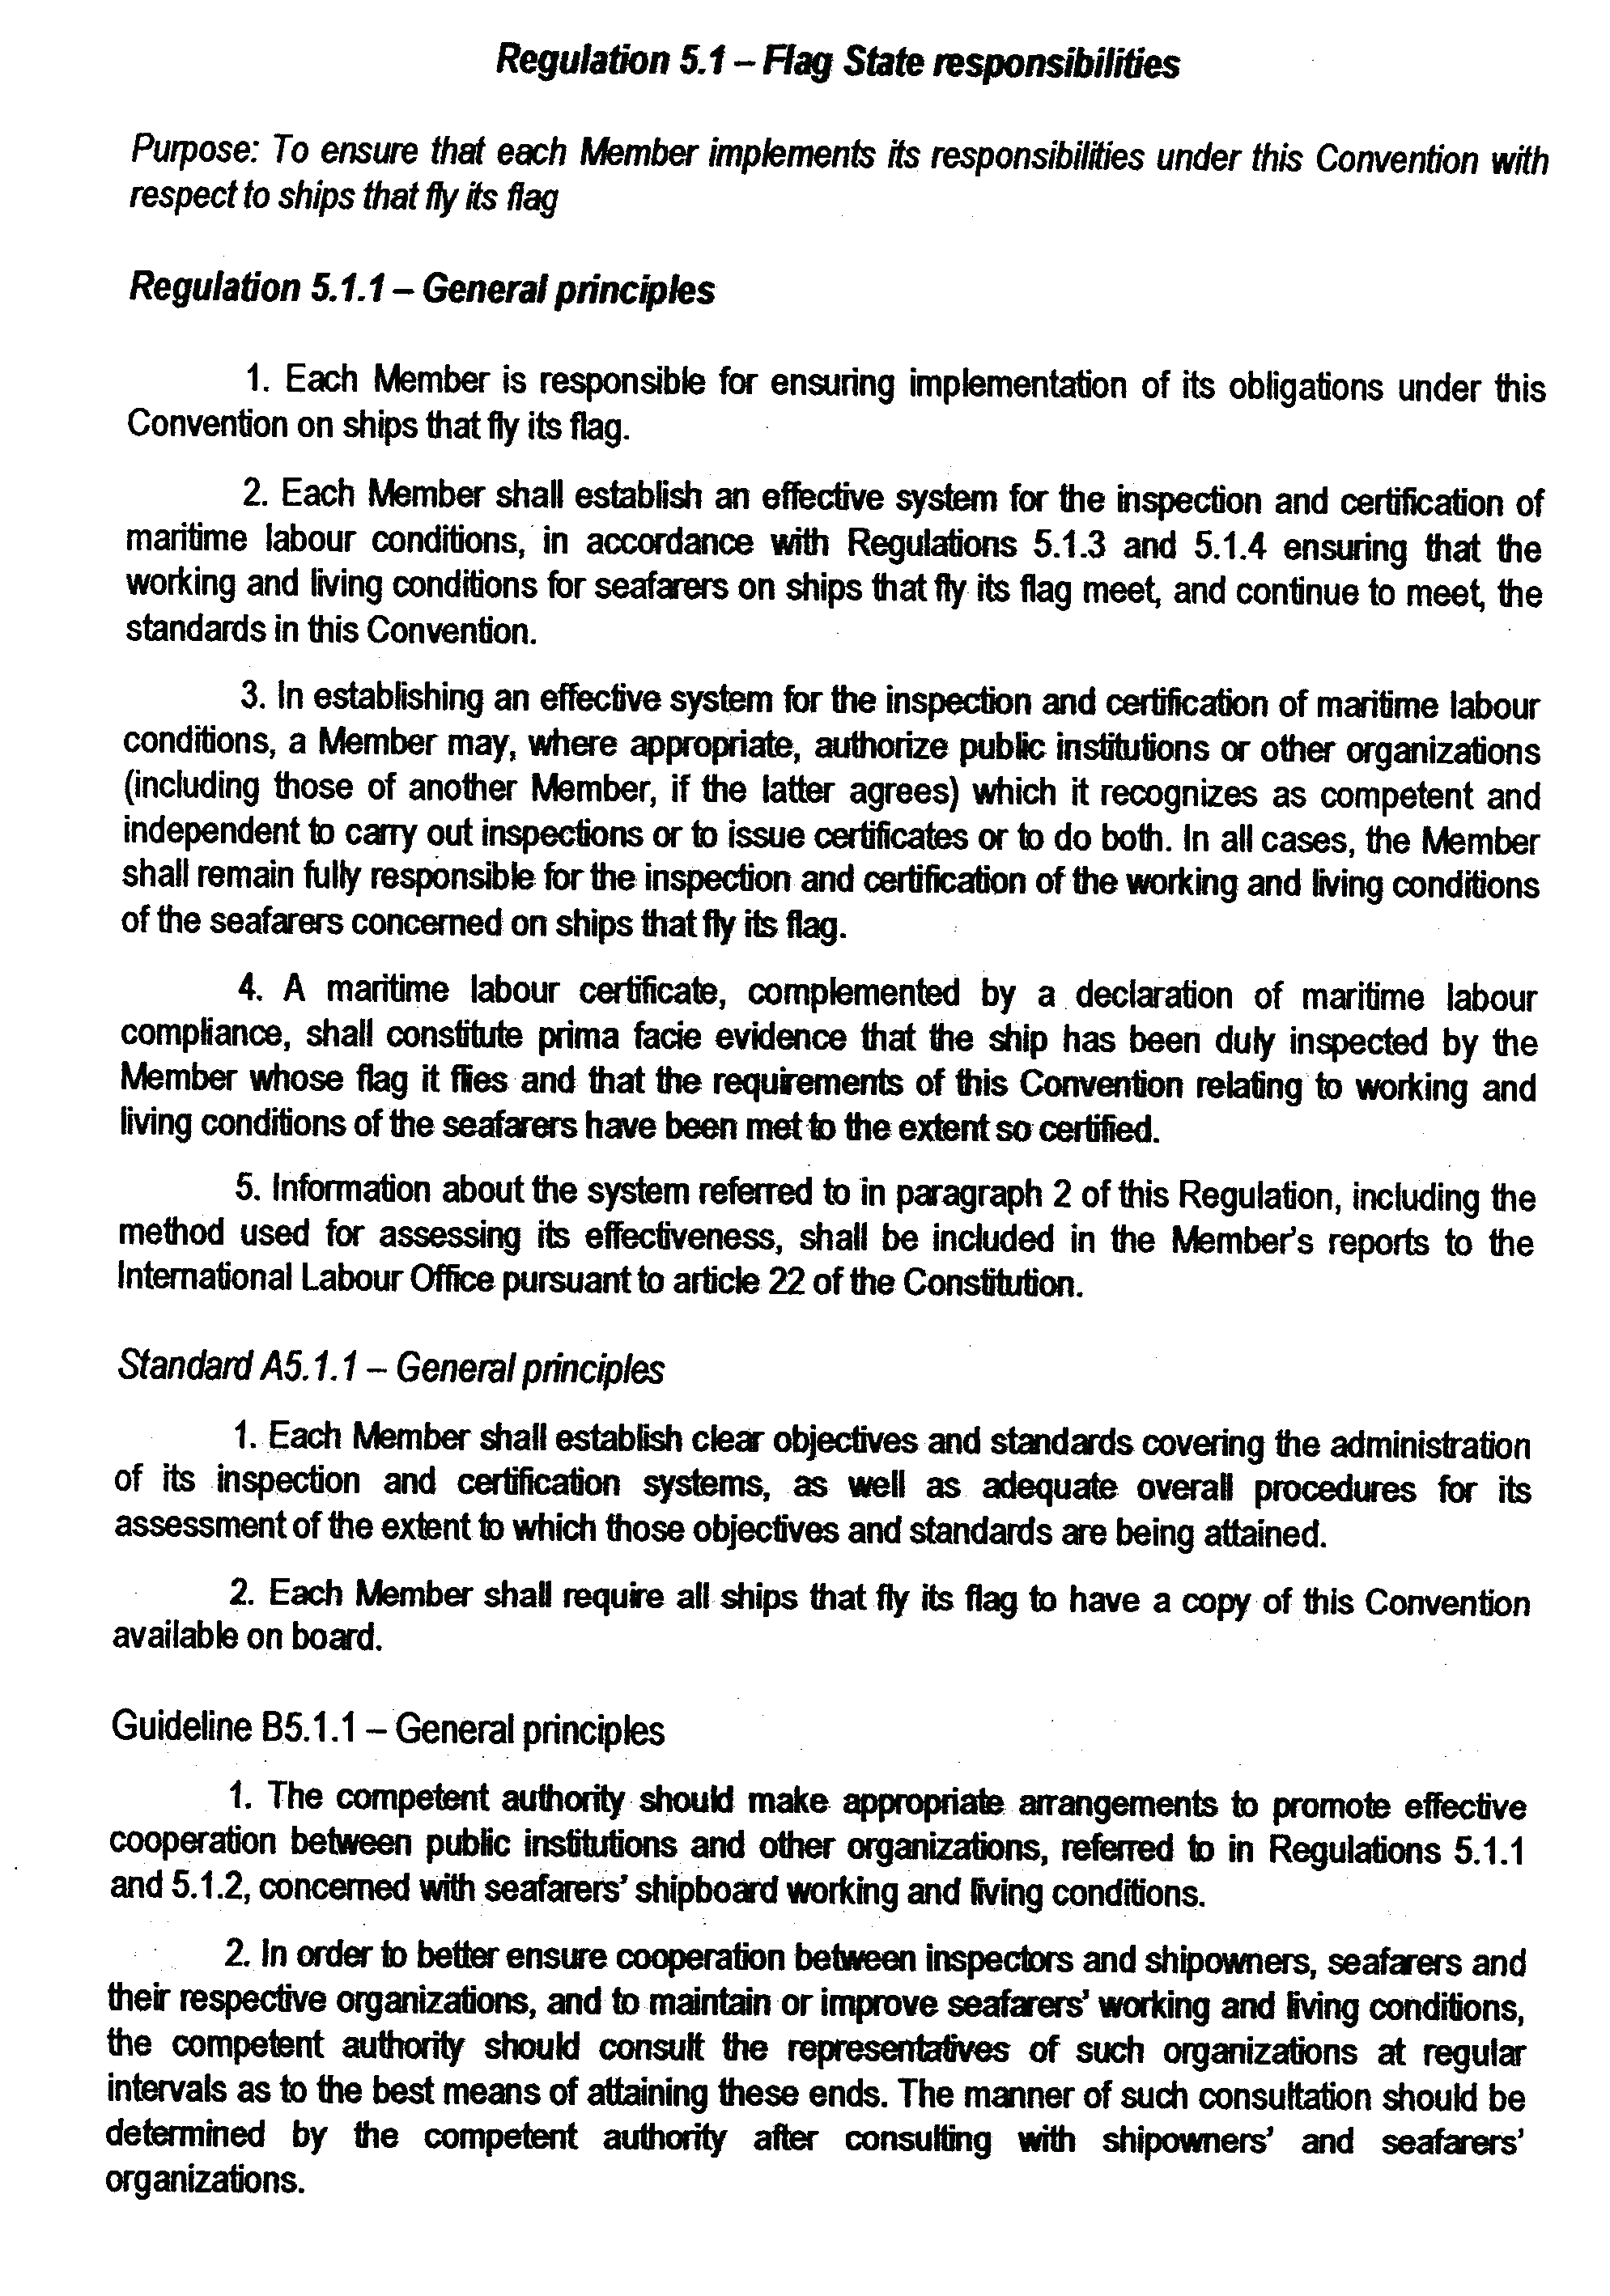 Regulation 5.1 – Flag State responsibilities
Purpose: To ensure that each Member implements its responsibilities under this Convention with
respect to ships that fly its flag
Regulation 5.1.1 – General principles
1. Each Member is responsible for ensuring implementation of its obligations under this
Convention on ships that fly its flag.
2. Each Member shall establish an effective system for the inspection and certification of
maritime labour conditions, in accordance with Regulations 5.1.3 and 5.1.4 ensuring that the
working and living conditions for seafarers on ships that fly its flag meet, and continue to meet, the
standards in this Convention.
3. In establishing an effective system for the inspection and certification of maritime labour
conditions, a Member may, where appropriate, authorize public institutions or other organizations
(including those of another Member, if the latter agrees) which it recognizes as competent and
independent to carry out inspections or to issue certificates or to do both. In all cases, the Member
shall remain fully responsible for the inspection and certification of the working and living conditions
of the seafarers concerned on ships that fly its flag.
4. A maritime labour certificate, complemented by a declaration of maritime labour
compliance, shall constitute prima facie evidence that the ship has been duly inspected by the
Member whose flag it flies and that the requirements of this Convention relating to working and
living conditions of the seafarers have been met to the extent so certified.
5. Information about the system referred to in paragraph 2 of this Regulation, including the
method used for assessing its effectiveness, shall be included in the Member's reports to the
International Labour Office pursuant to article 22 of the Constitution.
Standard A5.1.1 – General principles
1. Each Member shall establish clear objectives and standards covering the administration
of its inspection and certification systems, as well as adequate overall procedures for its
assessment of the extent to which those objectives and standards are being attained.
2. Each Member shall require all ships that fly its flag to have a copy of this Convention
available on board.
Guideline B5.1.1 – General principles
1. The competent authority should make appropriate arrangements to promote effective
cooperation between public institutions and other organizations, referred to in Regulations 5.1.1
and 5.1.2, concerned with seafarers' shipboard working and living conditions.
2. In order to better ensure cooperation between inspectors and shipowners, seafarers and
their respective organizations, and to maintain or improve seafarers' working and living conditions,
the competent authority should consult the representatives of such organizations at regular
intervals as to the best means of attaining these ends. The manner of such consultation should be
determined by the competent authority after consulting with shipowners' and seafarers'
organizations.